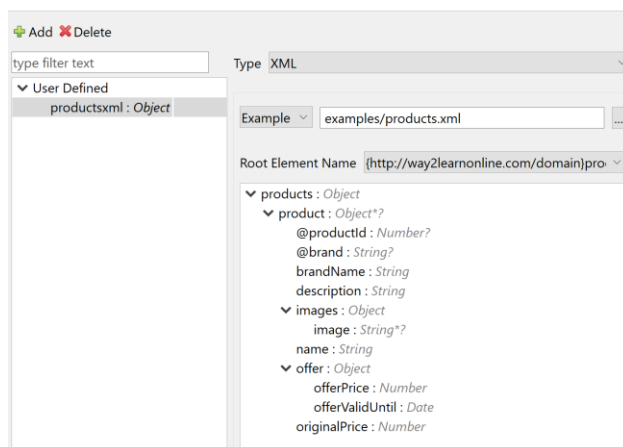 Add Delete
type filter text
User Defined
productsxml : Object
Type XML
Example examples/products.xml ...
Root Element Name {http://way2learnonline.com/domain}pro
products : Object
product : Object*?
@productId : Number?
@brand : String?
brandName : String
description : String
images : Object
image : String*?
name : String
offer : Object
offerPrice : Number
offerValidUntil : Date
originalPrice : Number